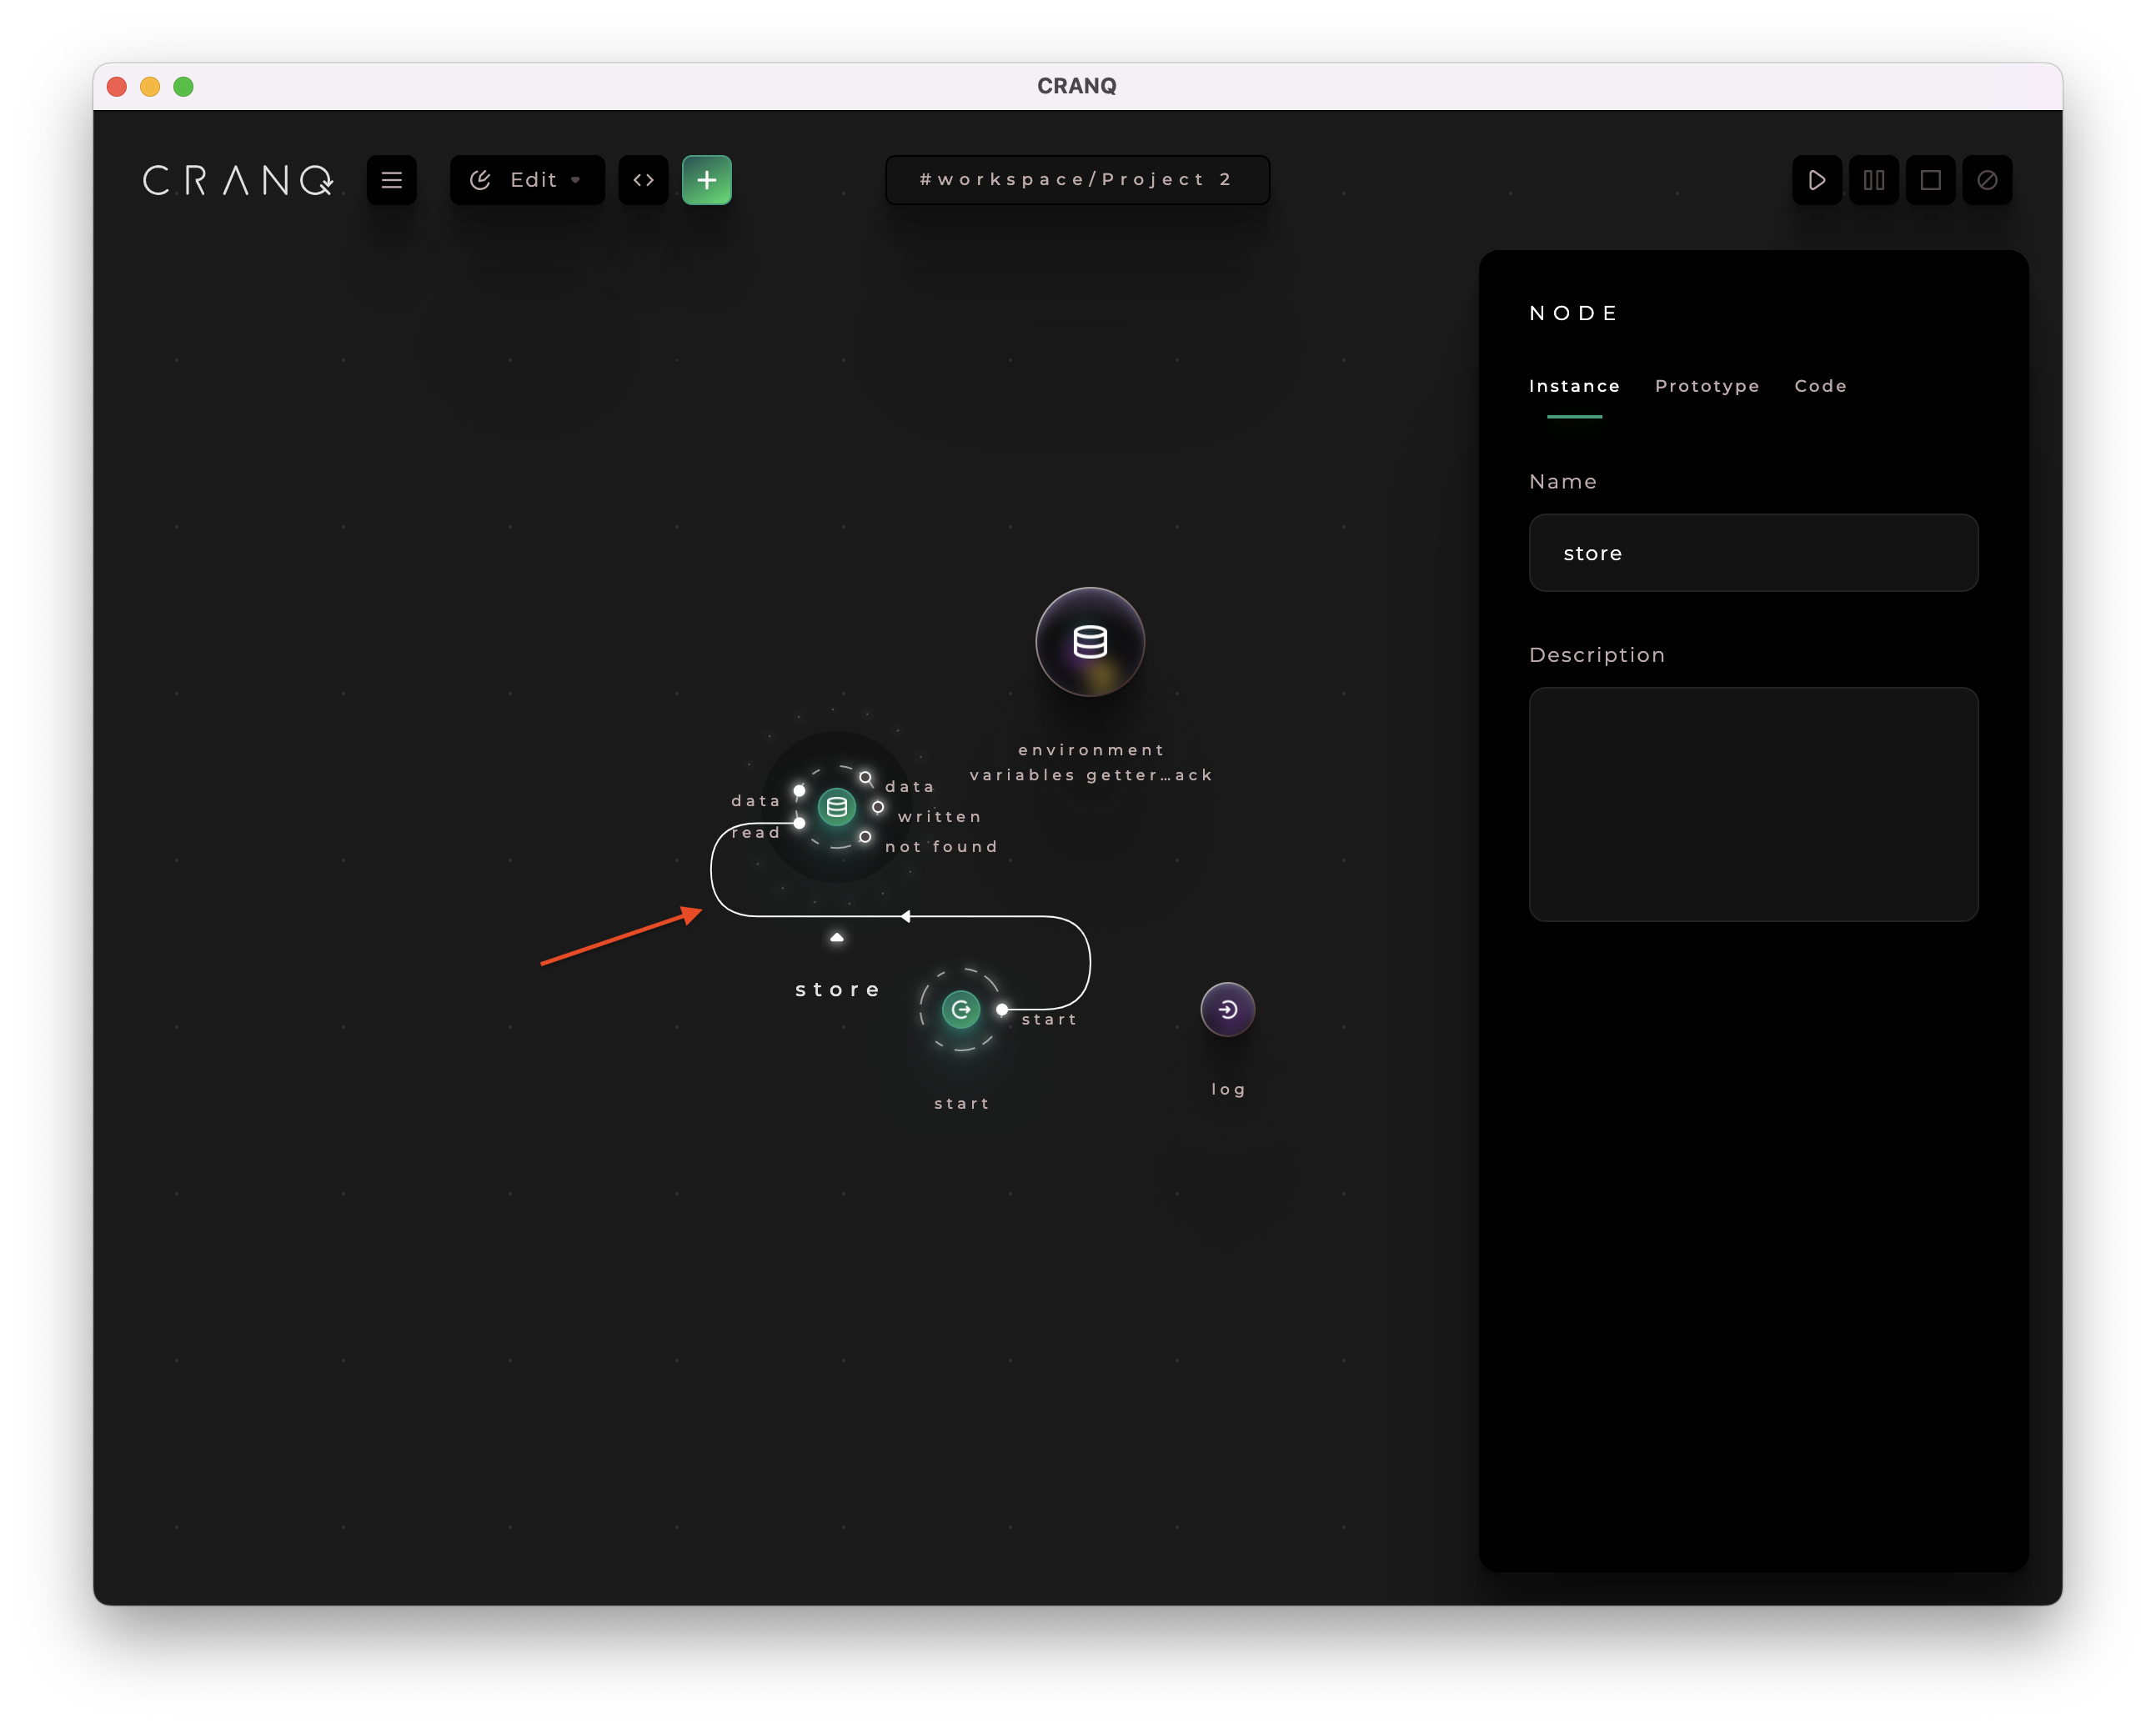 CRANQ
CRANQ
Edit
#workspace/Project 2
NODE
Instance Prototype Code
Name
store
Description
environment
variables getter…ack
data
read
data
written
not found
store
start
start
log